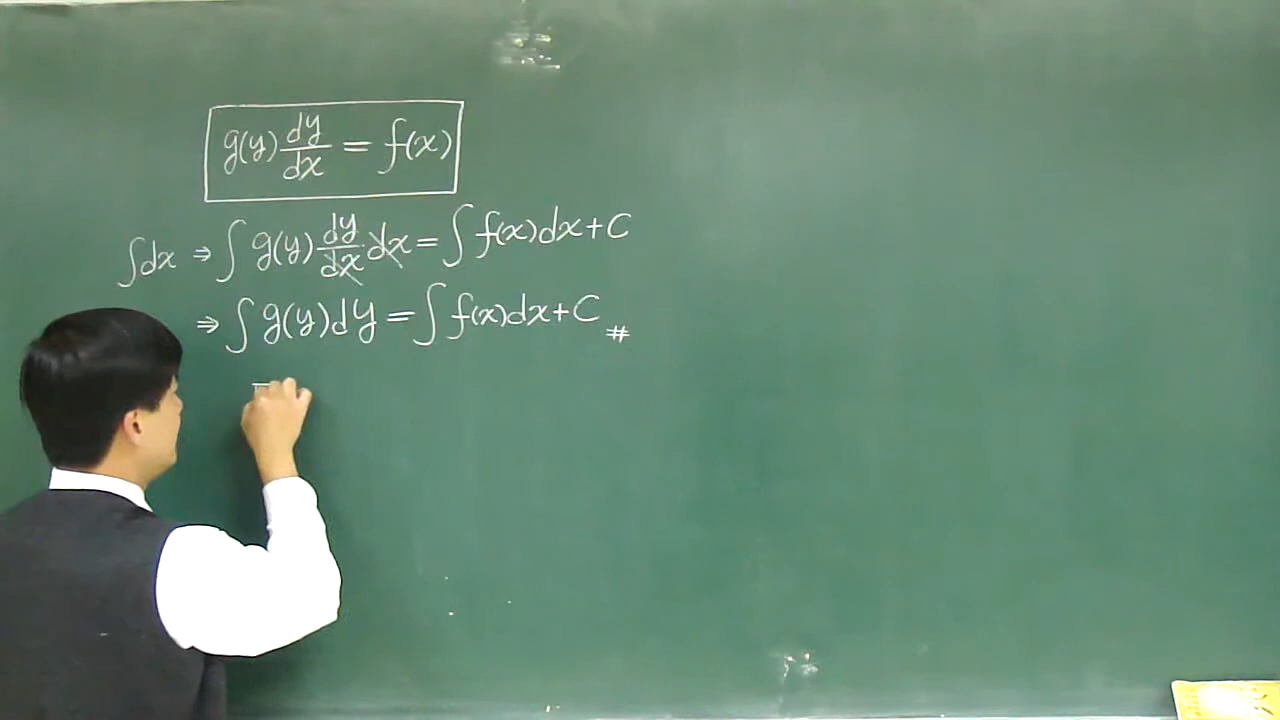 g(y) dy/dx = f(x)
∫dx ⇒ ∫ g(y) dy/dx dx = ∫ f(x)dx + C
⇒ ∫ g(y)dy = ∫ f(x)dx + C #